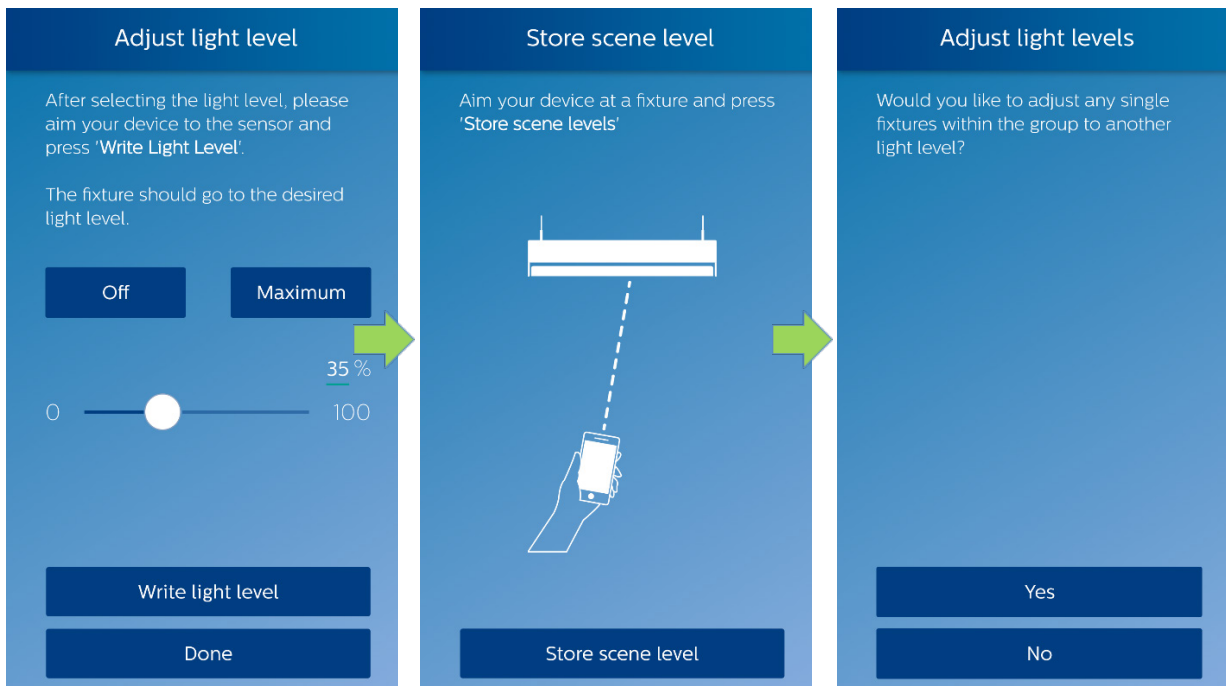 Adjust light level
After selecting the light level, please
aim your device to the sensor and
press 'Write Light Level'.
The fixture should go to the desired
light level.
Off
Maximum
35 %
0
100
Write light level
Done
Store scene level
Aim your device at a fixture and press
'Store scene levels'
Store scene level
Adjust light levels
Would you like to adjust any single
fixtures within the group to another
light level?
Yes
No